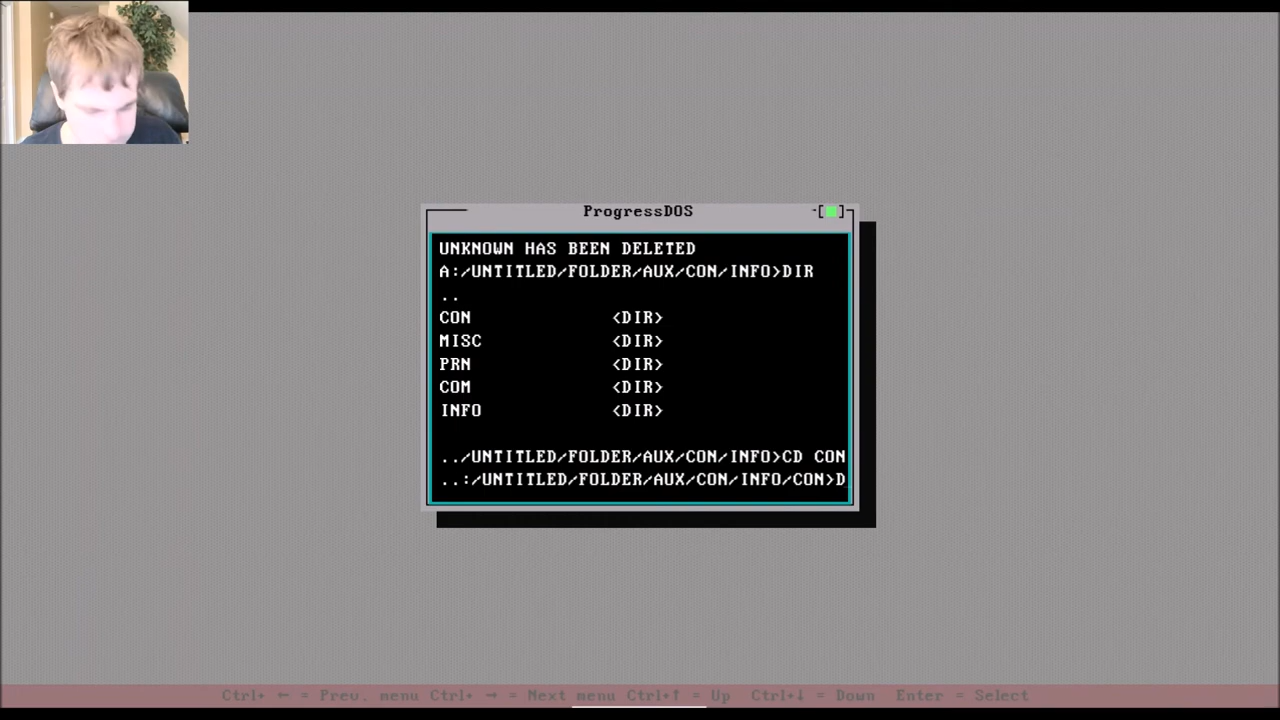 ProgressDOS
[■]
UNKNOWN HAS BEEN DELETED
A:/UNTITLED/FOLDER/AUX/CON/INFO>DIR
..
CON <DIR>
MISC <DIR>
PRN <DIR>
COM <DIR>
INFO <DIR>
../UNTITLED/FOLDER/AUX/CON/INFO>CD CON
..:/UNTITLED/FOLDER/AUX/CON/INFO/CON>D_
Ctrl+ ← = Prev. menu Ctrl+ → = Next menu Ctrl+↑ = Up Ctrl+↓ = Down Enter = Select